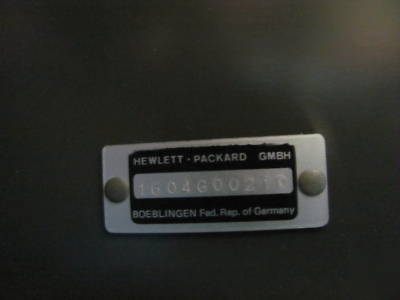 HEWLETT - PACKARD GMBH
BOEBLINGEN Fed. Rep. of Germany